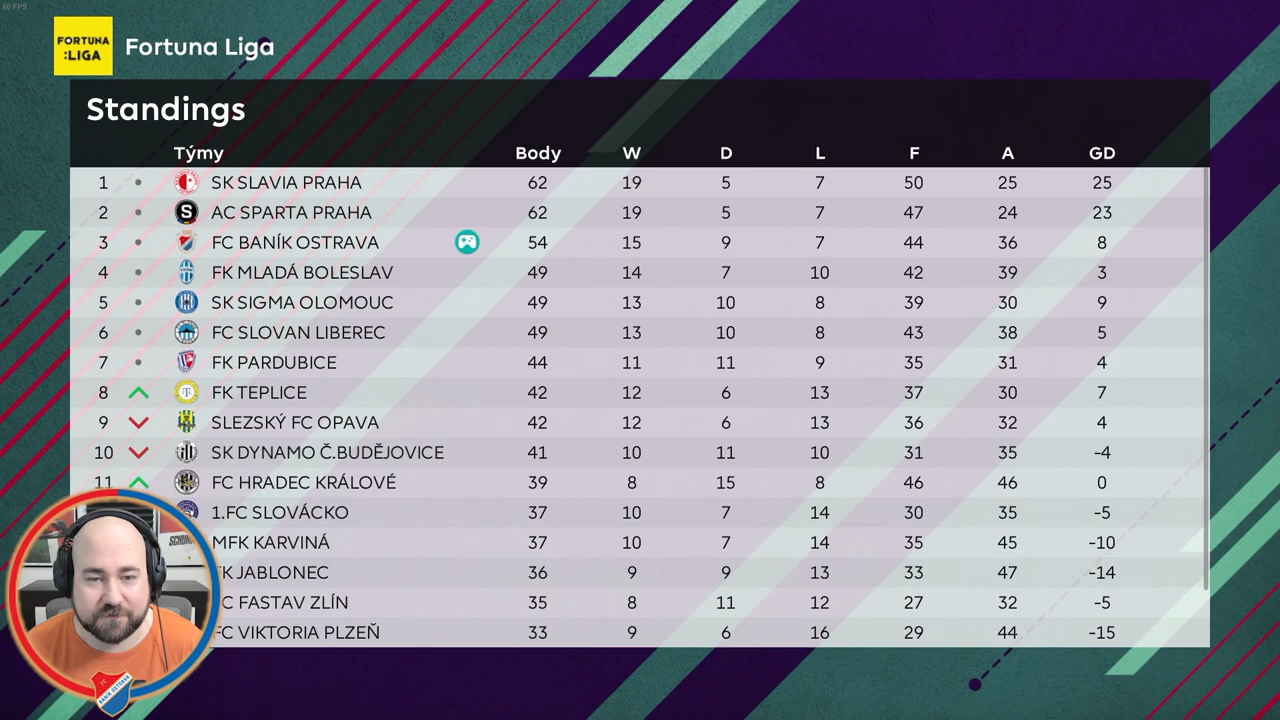 60 FPS
FORTUNA
:LIGA
Fortuna Liga
Standings
Týmy Body W D L F A GD
1 SK SLAVIA PRAHA 62 19 5 7 50 25 25
2 AC SPARTA PRAHA 62 19 5 7 47 24 23
3 FC BANÍK OSTRAVA 54 15 9 7 44 36 8
4 FK MLADÁ BOLESLAV 49 14 7 10 42 39 3
5 SK SIGMA OLOMOUC 49 13 10 8 39 30 9
6 FC SLOVAN LIBEREC 49 13 10 8 43 38 5
7 FK PARDUBICE 44 11 11 9 35 31 4
8 FK TEPLICE 42 12 6 13 37 30 7
9 SLEZSKÝ FC OPAVA 42 12 6 13 36 32 4
10 SK DYNAMO Č.BUDĚJOVICE 41 10 11 10 31 35 -4
11 FC HRADEC KRÁLOVÉ 39 8 15 8 46 46 0
1.FC SLOVÁCKO 37 10 7 14 30 35 -5
MFK KARVINÁ 37 10 7 14 35 45 -10
FK JABLONEC 36 9 9 13 33 47 -14
FC FASTAV ZLÍN 35 8 11 12 27 32 -5
FC VIKTORIA PLZEŇ 33 9 6 16 29 44 -15
FC
BANÍK OSTRAVA